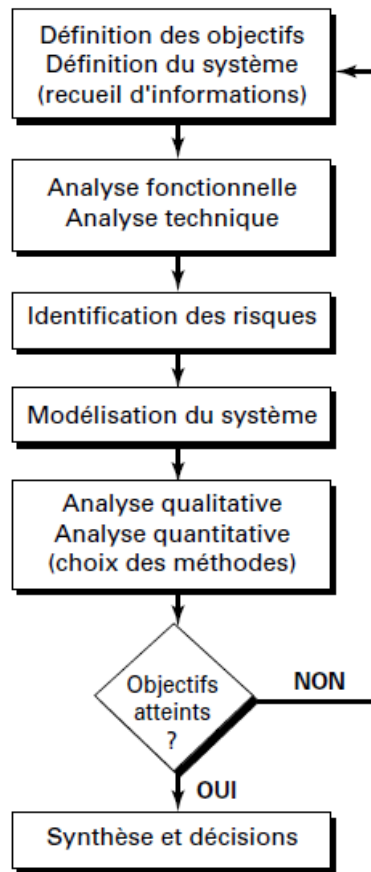 Définition des objectifs
Définition du système
(recueil d'informations)
Analyse fonctionnelle
Analyse technique
Identification des risques
Modélisation du système
Analyse qualitative
Analyse quantitative
(choix des méthodes)
Objectifs
atteints
?
NON
OUI
Synthèse et décisions